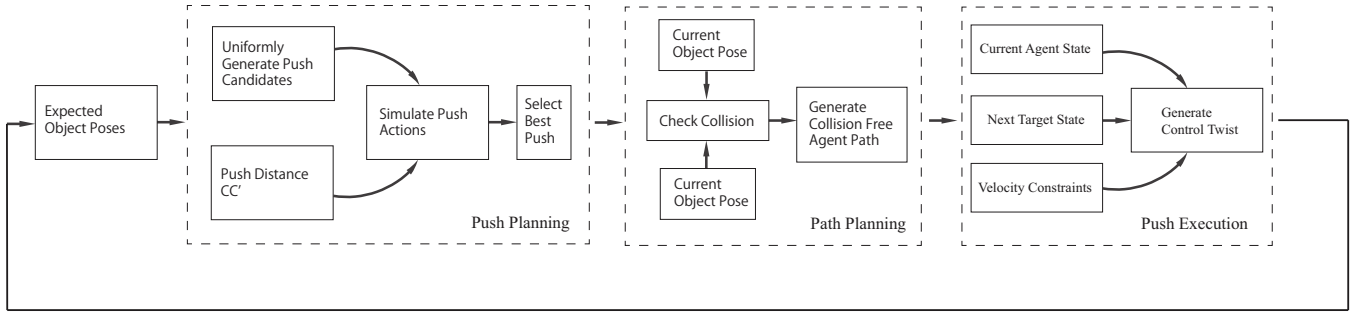 Expected
Object Poses
Uniformly
Generate Push
Candidates
Push Distance
CC'
Simulate Push
Actions
Select
Best
Push
Push Planning
Current
Object Pose
Check Collision
Current
Object Pose
Generate
Collision Free
Agent Path
Path Planning
Current Agent State
Next Target State
Velocity Constraints
Generate
Control Twist
Push Execution